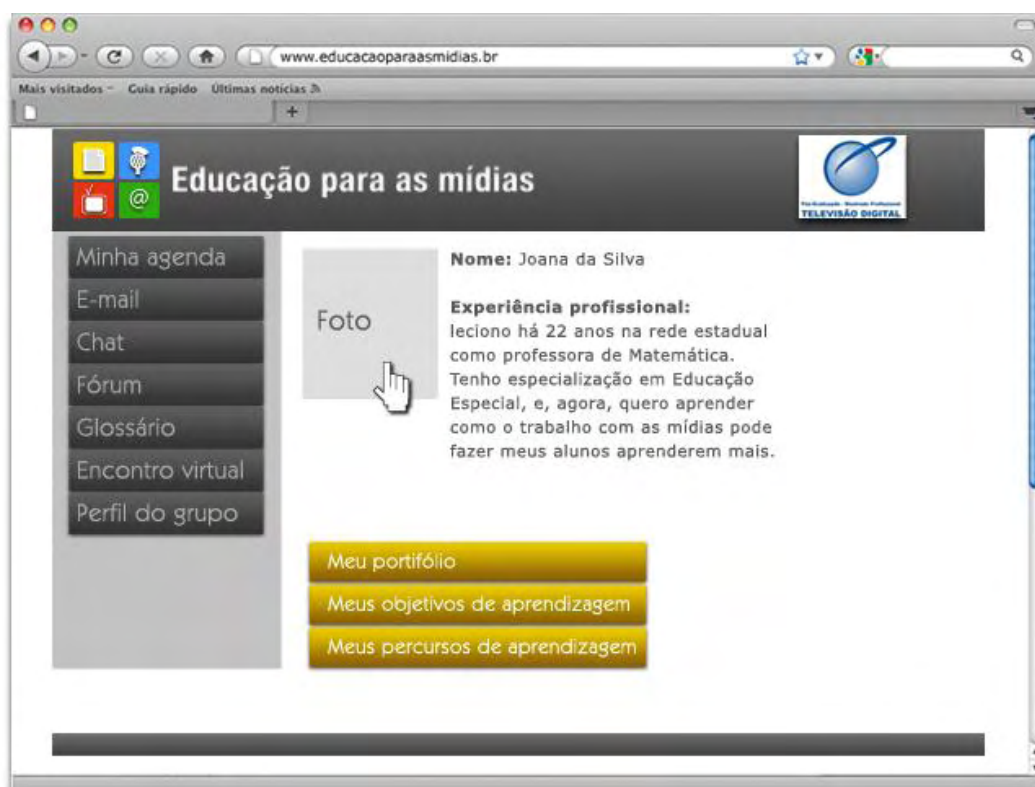 www.educacaoparaasmidias.br
Mais visitados Guia rápido Últimas notícias
Educação para as mídias
TELEVISÃO DIGITAL
Minha agenda
E-mail
Chat
Fórum
Glossário
Encontro virtual
Perfil do grupo
Foto
Nome: Joana da Silva
Experiência profissional:
leciono há 22 anos na rede estadual
como professora de Matemática.
Tenho especialização em Educação
Especial, e, agora, quero aprender
como o trabalho com as mídias pode
fazer meus alunos aprenderem mais.
Meu portifólio
Meus objetivos de aprendizagem
Meus percursos de aprendizagem